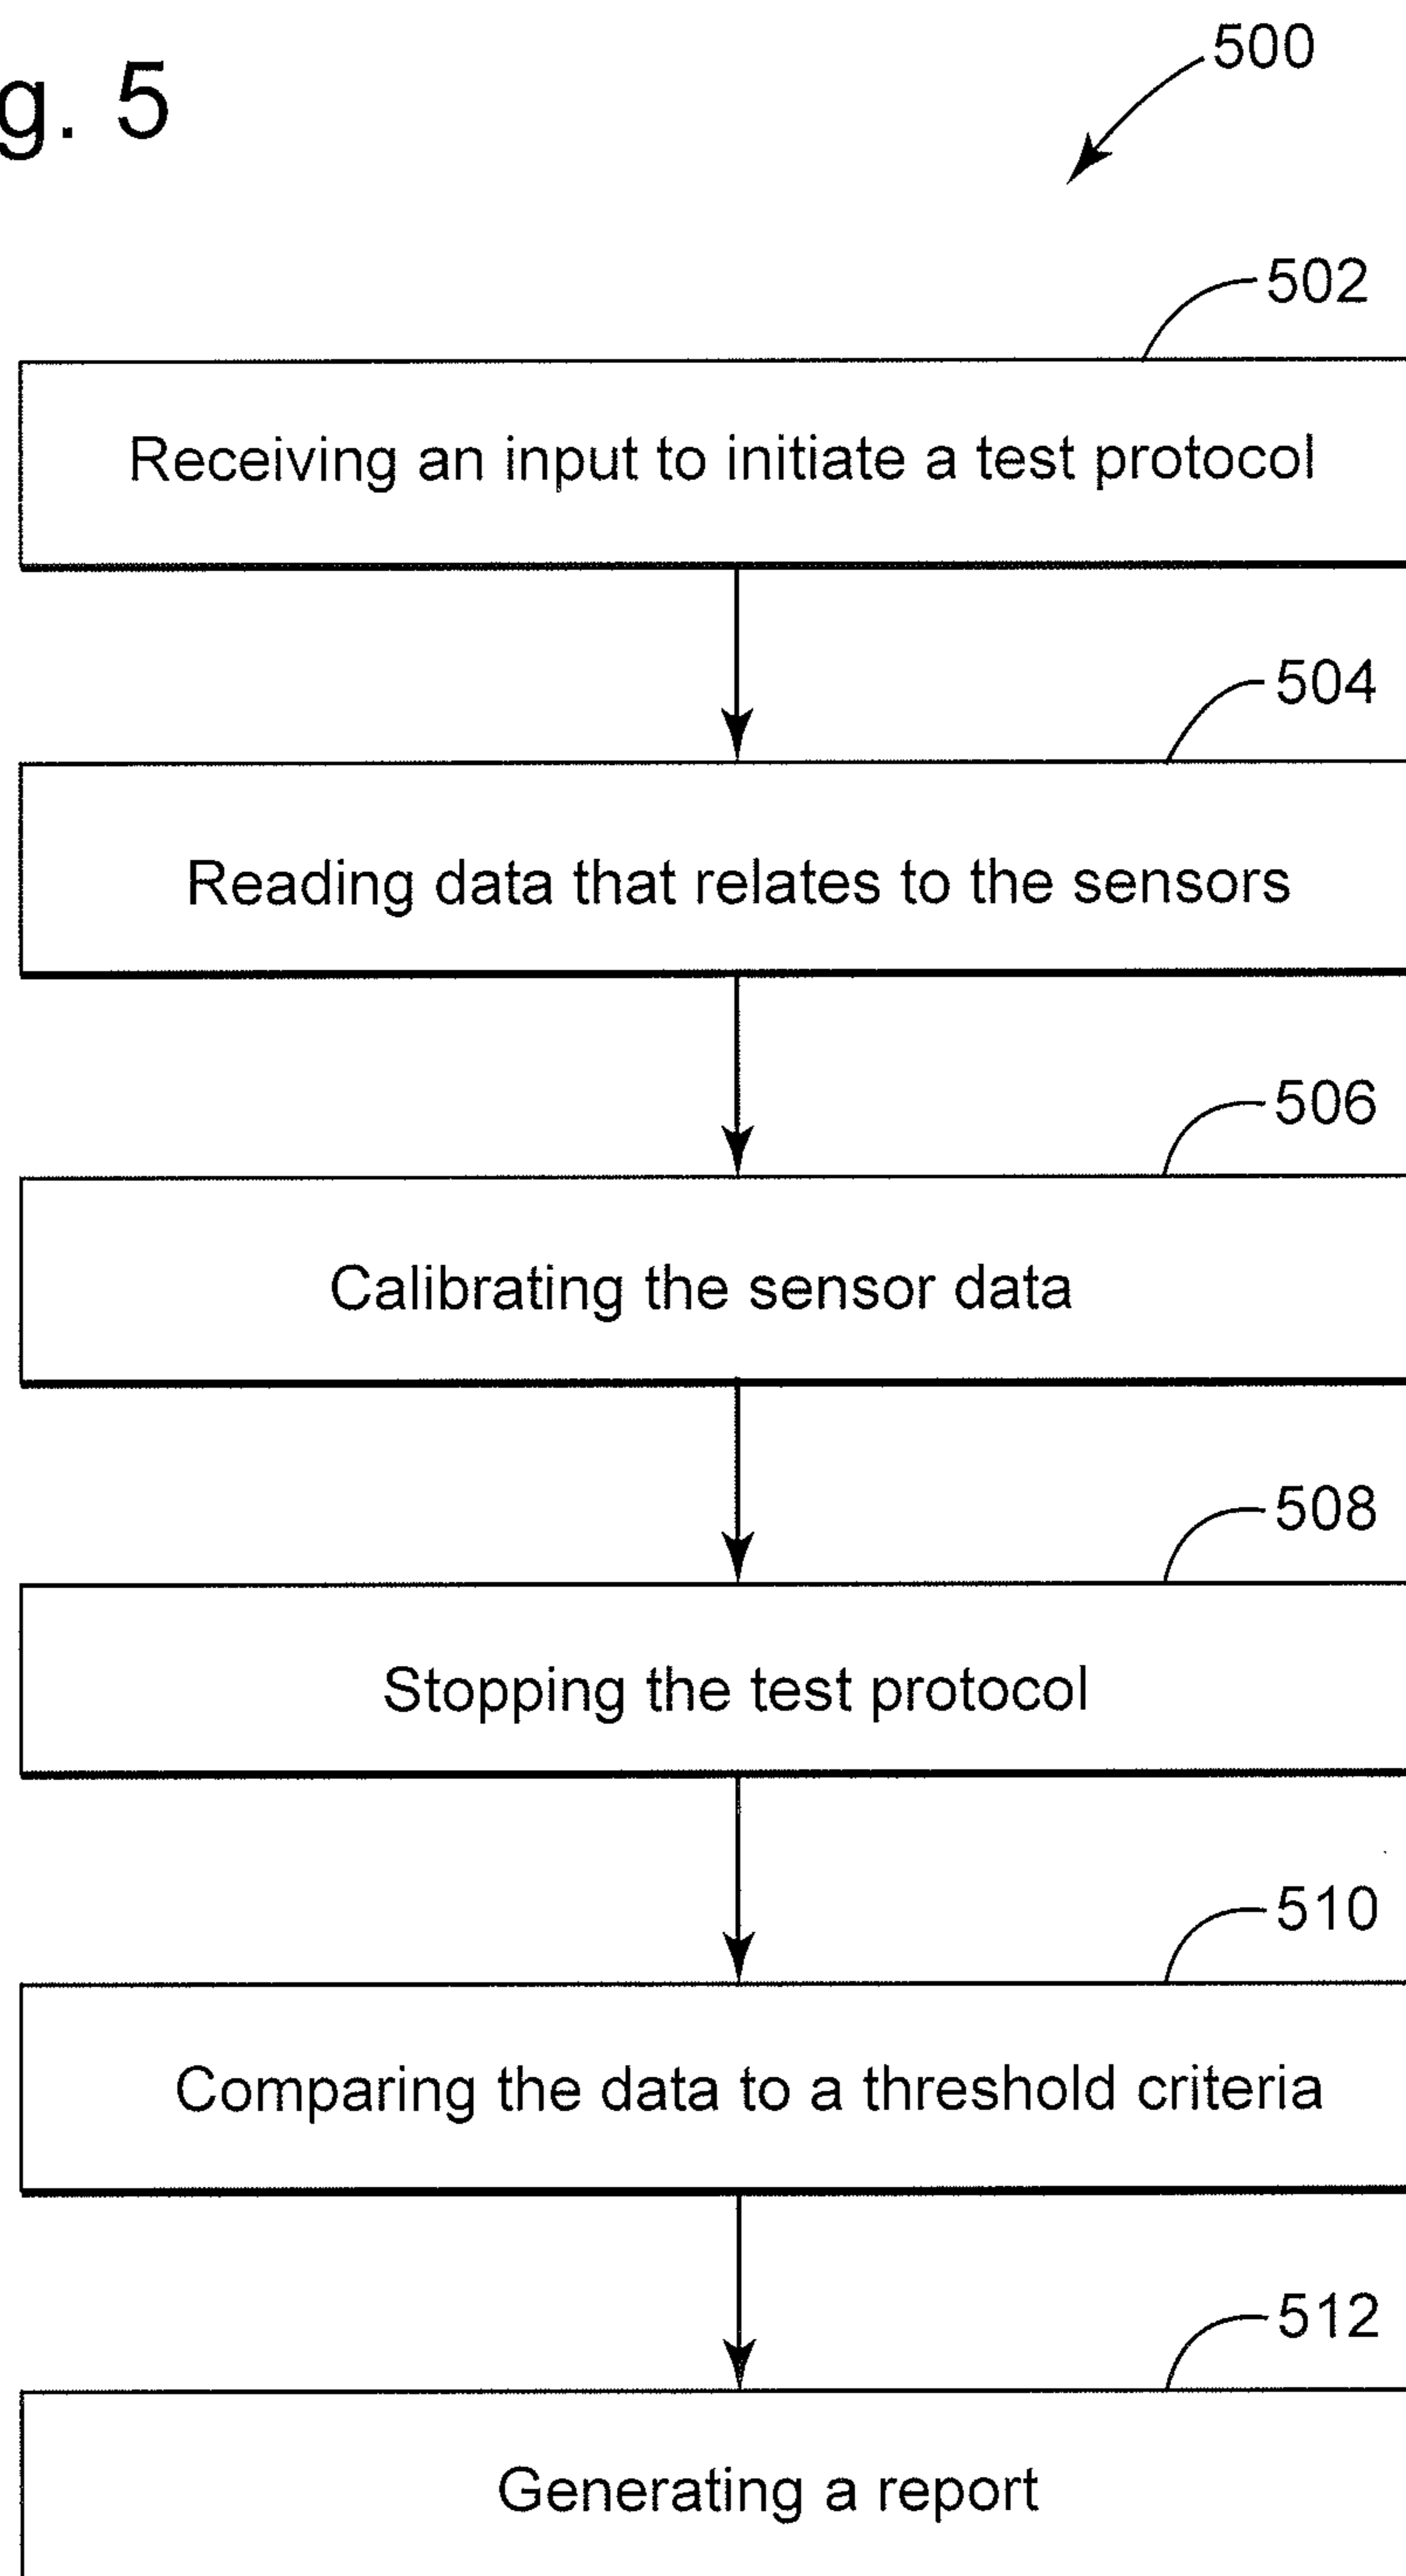 g. 5
500
502
Receiving an input to initiate a test protocol
504
Reading data that relates to the sensors
506
Calibrating the sensor data
508
Stopping the test protocol
510
Comparing the data to a threshold criteria
512
Generating a report